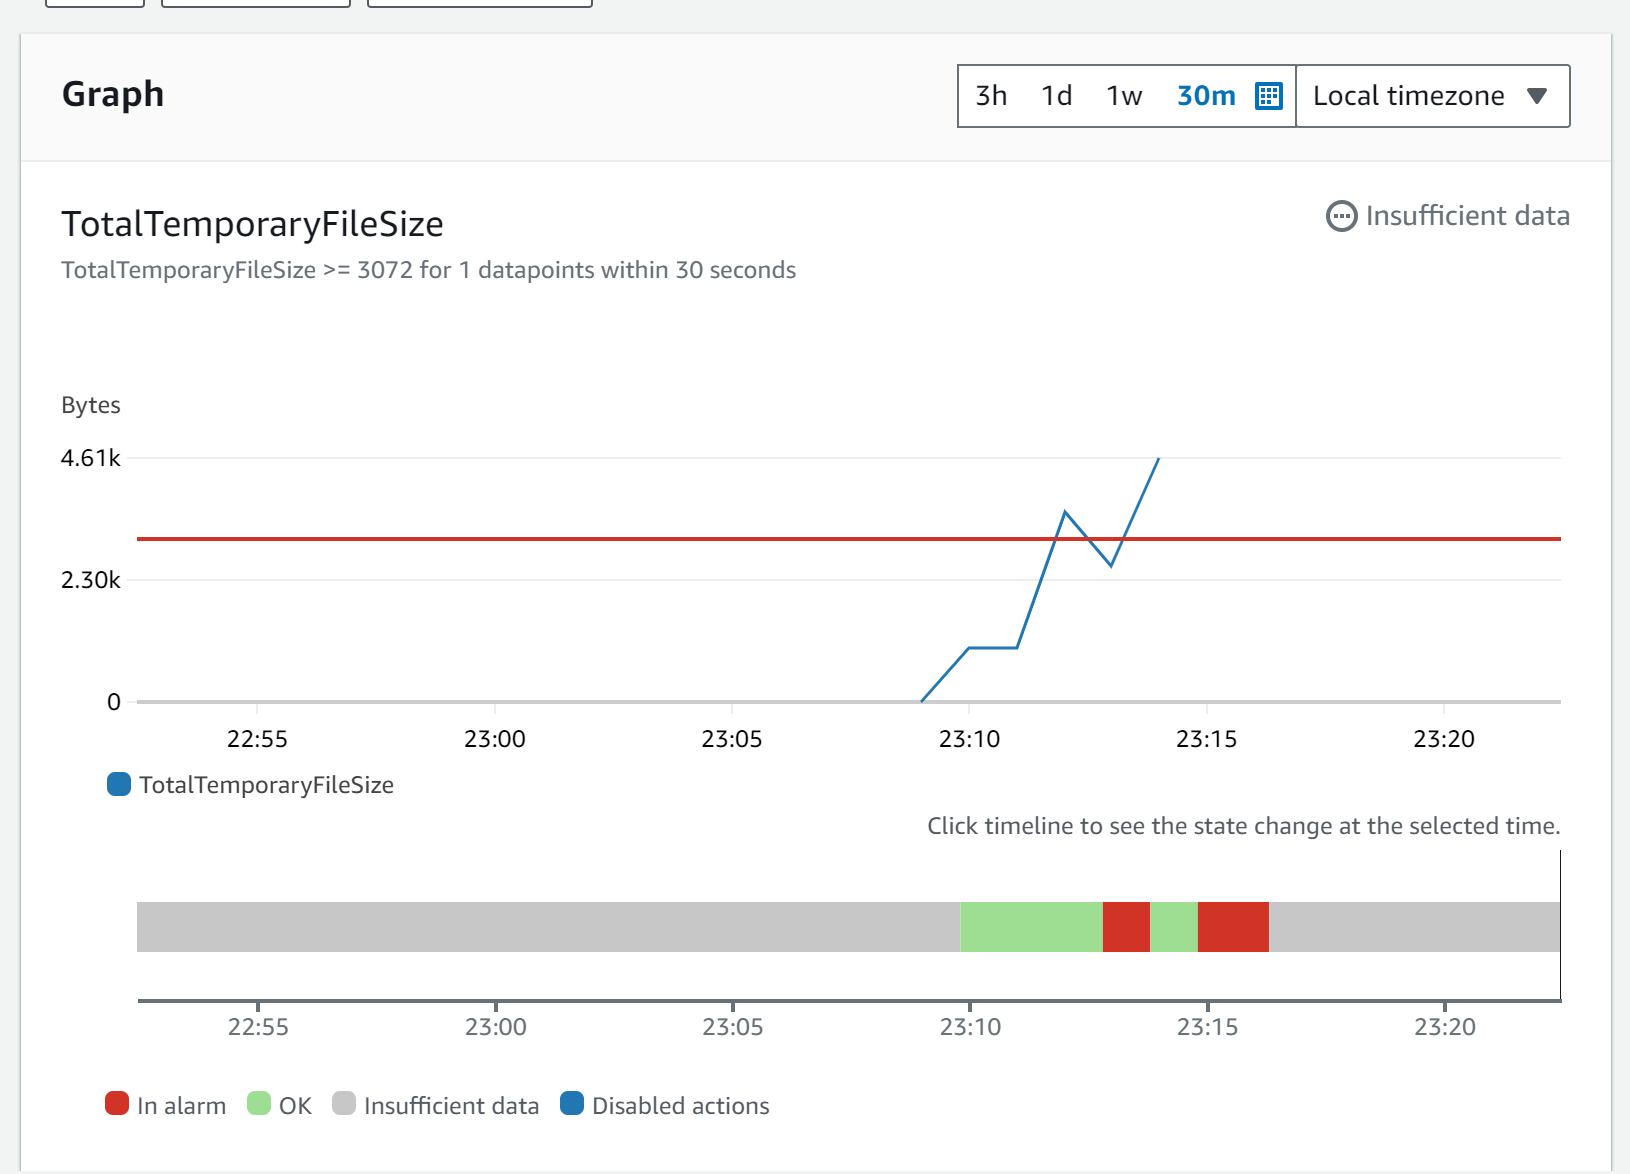 Graph
3h 1d 1w 30m Local timezone
TotalTemporaryFileSize
Insufficient data
TotalTemporaryFileSize >= 3072 for 1 datapoints within 30 seconds
Bytes
4.61k
2.30k
0
22:55 23:00 23:05 23:10 23:15 23:20
TotalTemporaryFileSize
Click timeline to see the state change at the selected time.
22:55 23:00 23:05 23:10 23:15 23:20
In alarm OK Insufficient data Disabled actions